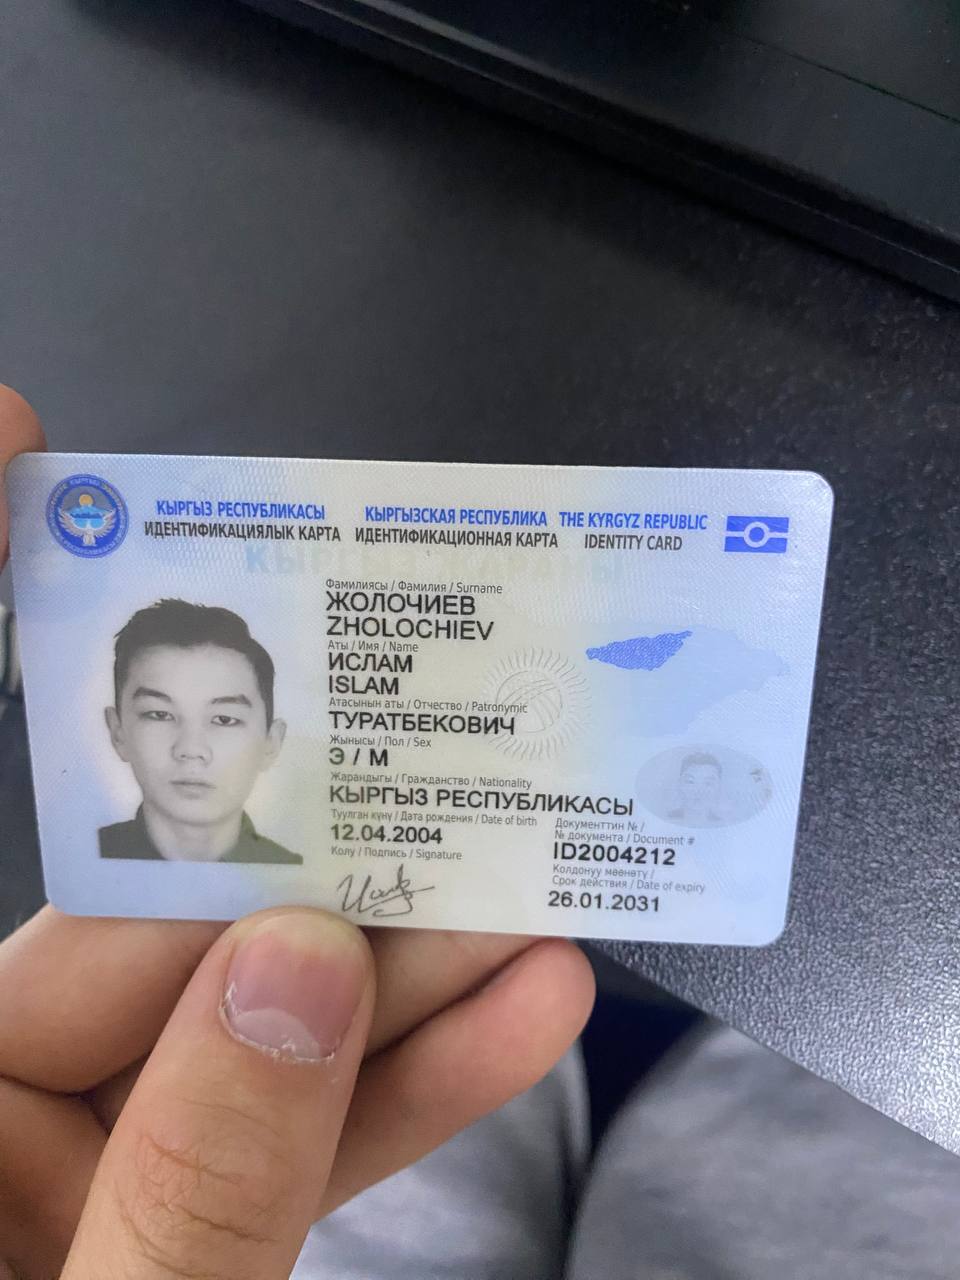 КЫРГЫЗ РЕСПУБЛИКАСЫ КЫРГЫЗСКАЯ РЕСПУБЛИКА THE KYRGYZ REPUBLIC
ИДЕНТИФИКАЦИЯЛЫК КАРТА ИДЕНТИФИКАЦИОННАЯ КАРТА IDENTITY CARD
КЫРГЫЗ ЖАРАНЫ
Фамилиясы / Фамилия / Surname
ЖОЛОЧИЕВ
ZHOLOCHIEV
Аты / Имя / Name
ИСЛАМ
ISLAM
Атасынын аты / Отчество / Patronymic
ТУРАТБЕКОВИЧ
Жынысы / Пол / Sex
Э / М
Жарандыгы / Гражданство / Nationality
КЫРГЫЗ РЕСПУБЛИКАСЫ
Туулган күнү / Дата рождения / Date of birth
12.04.2004
Документтин № /
№ документа / Document #
ID2004212
Колу / Подпись / Signature
Колдонуу мөөнөтү /
Срок действия / Date of expiry
26.01.2031